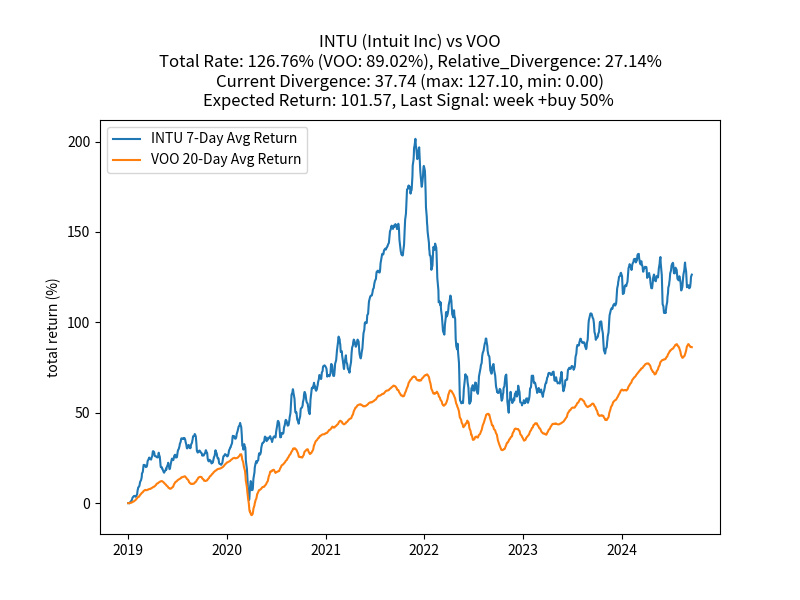 INTU (Intuit Inc) vs VOO
Total Rate: 126.76% (VOO: 89.02%), Relative_Divergence: 27.14%
Current Divergence: 37.74 (max: 127.10, min: 0.00)
Expected Return: 101.57, Last Signal: week +buy 50%
INTU 7-Day Avg Return
VOO 20-Day Avg Return
total return (%)
200
150
100
50
0
2019 2020 2021 2022 2023 2024